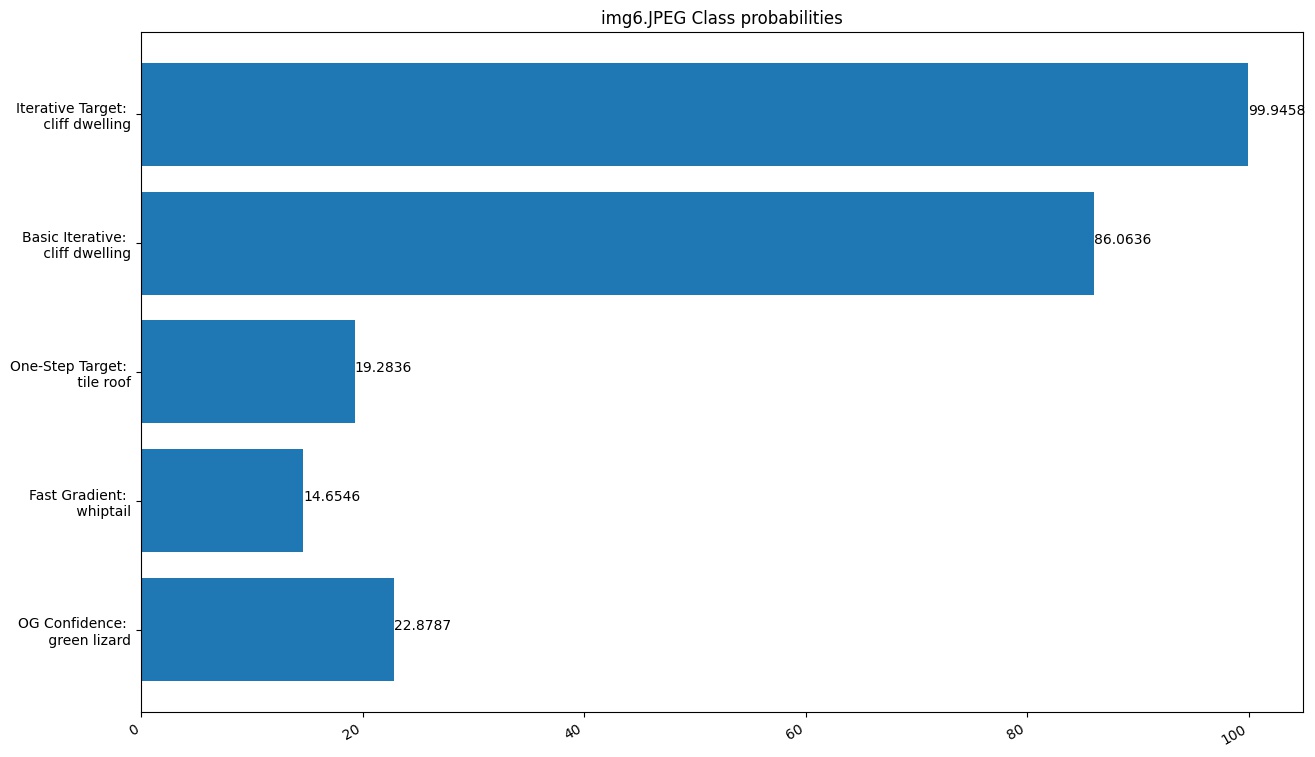 img6.JPEG Class probabilities
Iterative Target:
cliff dwelling
99.9458
Basic Iterative:
cliff dwelling
86.0636
One-Step Target:
tile roof
19.2836
Fast Gradient:
whiptail
14.6546
OG Confidence:
green lizard
22.8787
0
20
40
60
80
100